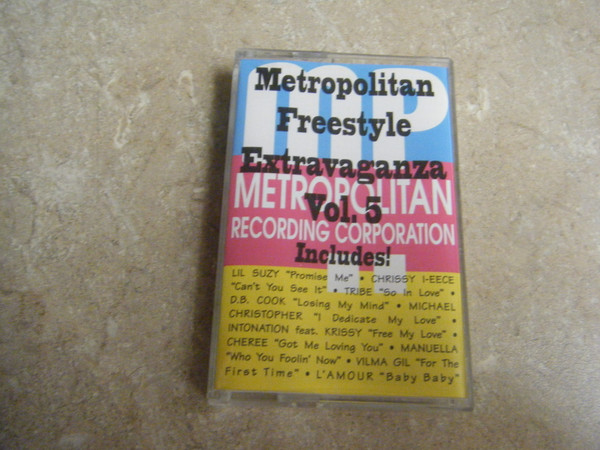 Metropolitan
Freestyle
Extravaganza
METROPOLITAN
Vol. 5
RECORDING CORPORATION
Includes!
LIL SUZY "Promise Me" • CHRISSY I-EECE
"Can't You See It" • TRIBE "So In Love" •
D.B. COOK "Losing My Mind" • MICHAEL
CHRISTOPHER "I Dedicate My Love" •
INTONATION feat. KRISSY "Free My Love" •
CHEREE "Got Me Loving You" • MANUELLA
"Who You Foolin' Now" • VILMA GIL "For The
First Time" • L'AMOUR "Baby Baby"